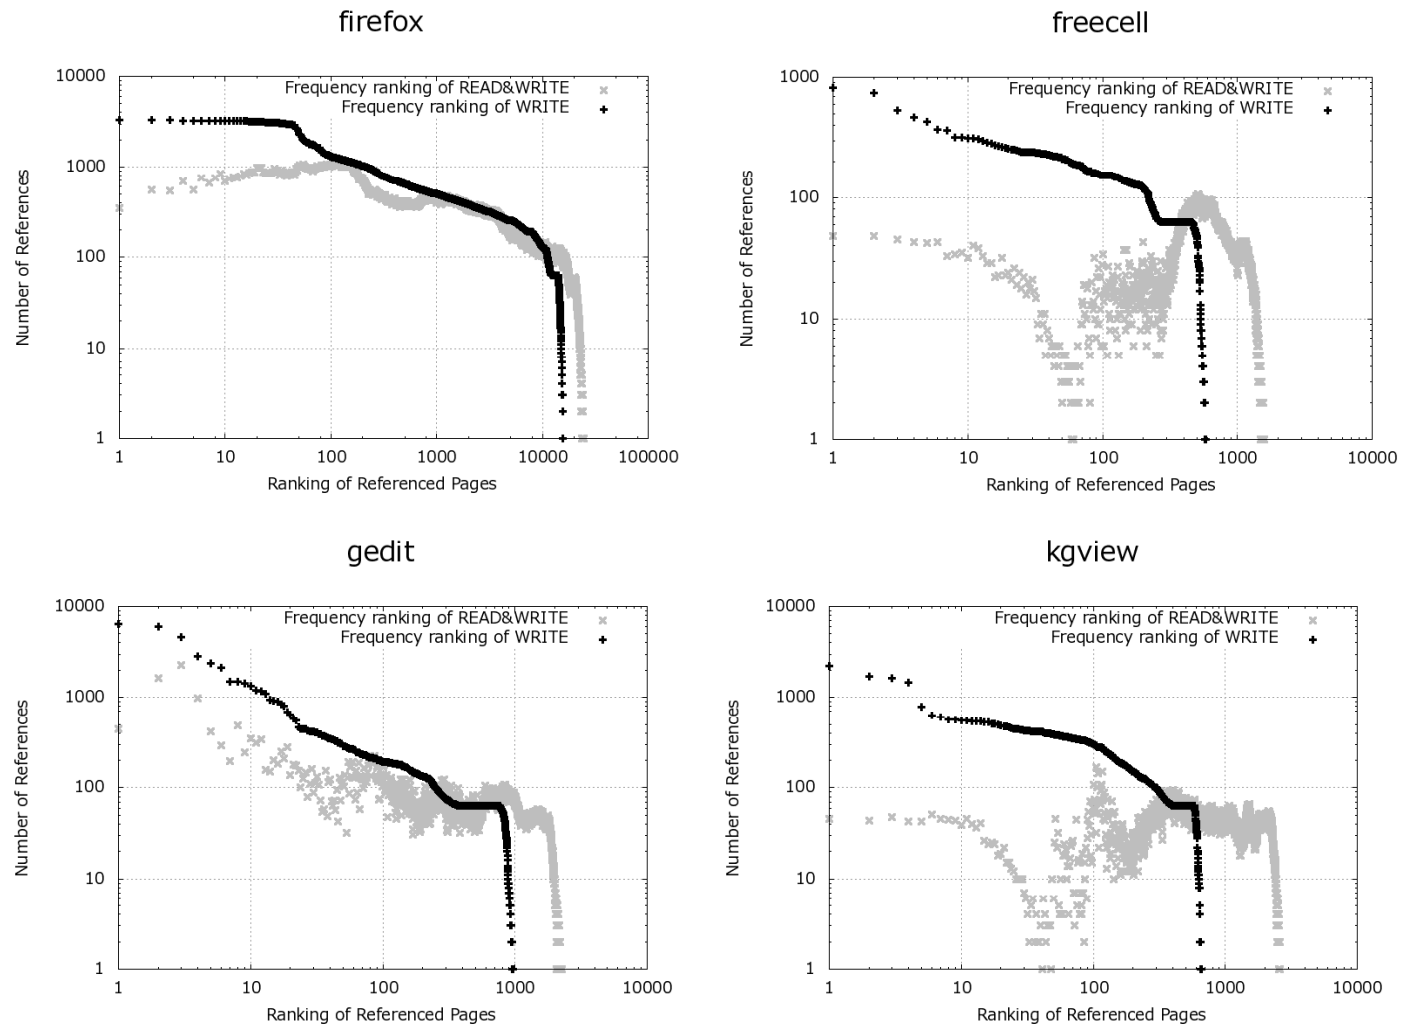 firefox
10000
1000
100
10
1
Number of References
Frequency ranking of READ&WRITE
Frequency ranking of WRITE
1 10 100 1000 10000 100000
Ranking of Referenced Pages
freecell
1000
100
10
1
Number of References
Frequency ranking of READ&WRITE
Frequency ranking of WRITE
1 10 100 1000 10000
Ranking of Referenced Pages
gedit
10000
1000
100
10
1
Number of References
Frequency ranking of READ&WRITE
Frequency ranking of WRITE
1 10 100 1000 10000
Ranking of Referenced Pages
kgview
10000
1000
100
10
1
Number of References
Frequency ranking of READ&WRITE
Frequency ranking of WRITE
1 10 100 1000 10000
Ranking of Referenced Pages